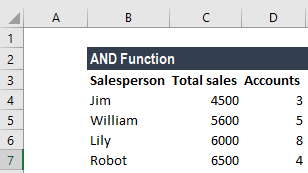 A B C D
1
2 AND Function
3 Salesperson Total sales Accounts
4 Jim 4500 3
5 William 5600 5
6 Lily 6000 8
7 Robot 6500 4